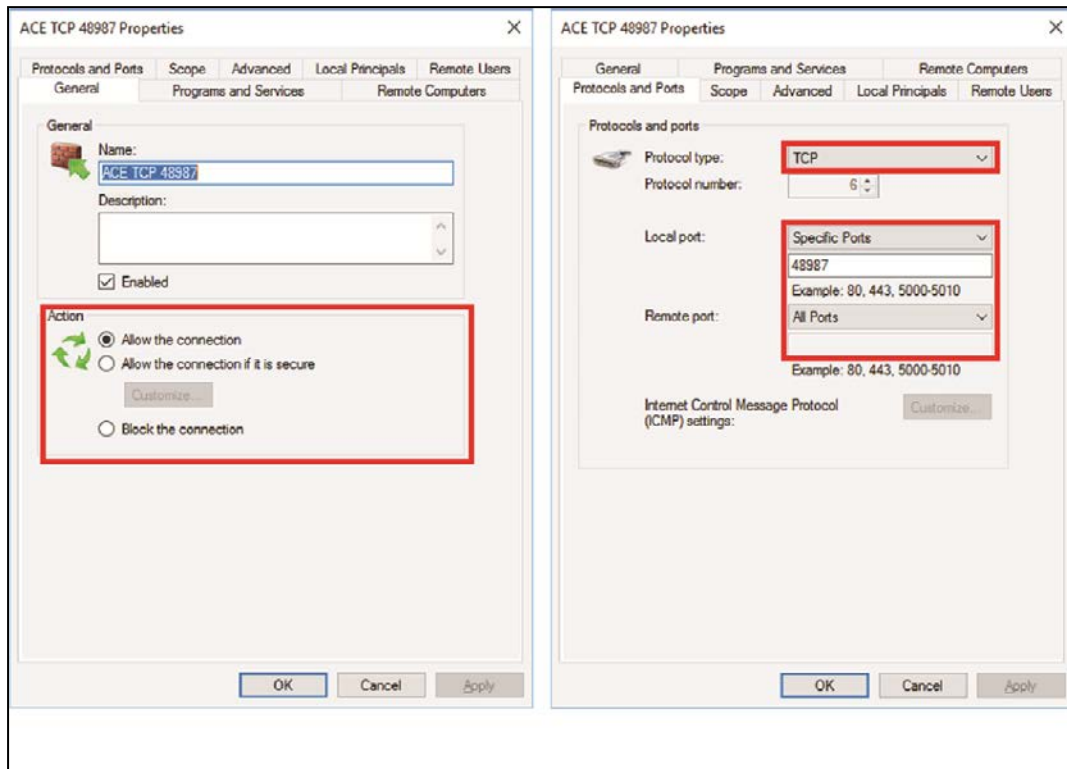 ACE TCP 48987 Properties
Protocols and Ports Scope Advanced Local Principals Remote Users
General Programs and Services Remote Computers
General
Name:
ACE TCP 48987
Description:
Enabled
Action
Allow the connection
Allow the connection if it is secure
Customize...
Block the connection
OK Cancel Apply
ACE TCP 48987 Properties
General Programs and Services Remote Computers
Protocols and Ports Scope Advanced Local Principals Remote Users
Protocols and ports
Protocol type: TCP
Protocol number: 6
Local port: Specific Ports
48987
Example: 80, 443, 5000-5010
Remote port: All Ports
Example: 80, 443, 5000-5010
Internet Control Message Protocol Customize...
(ICMP) settings:
OK Cancel Apply